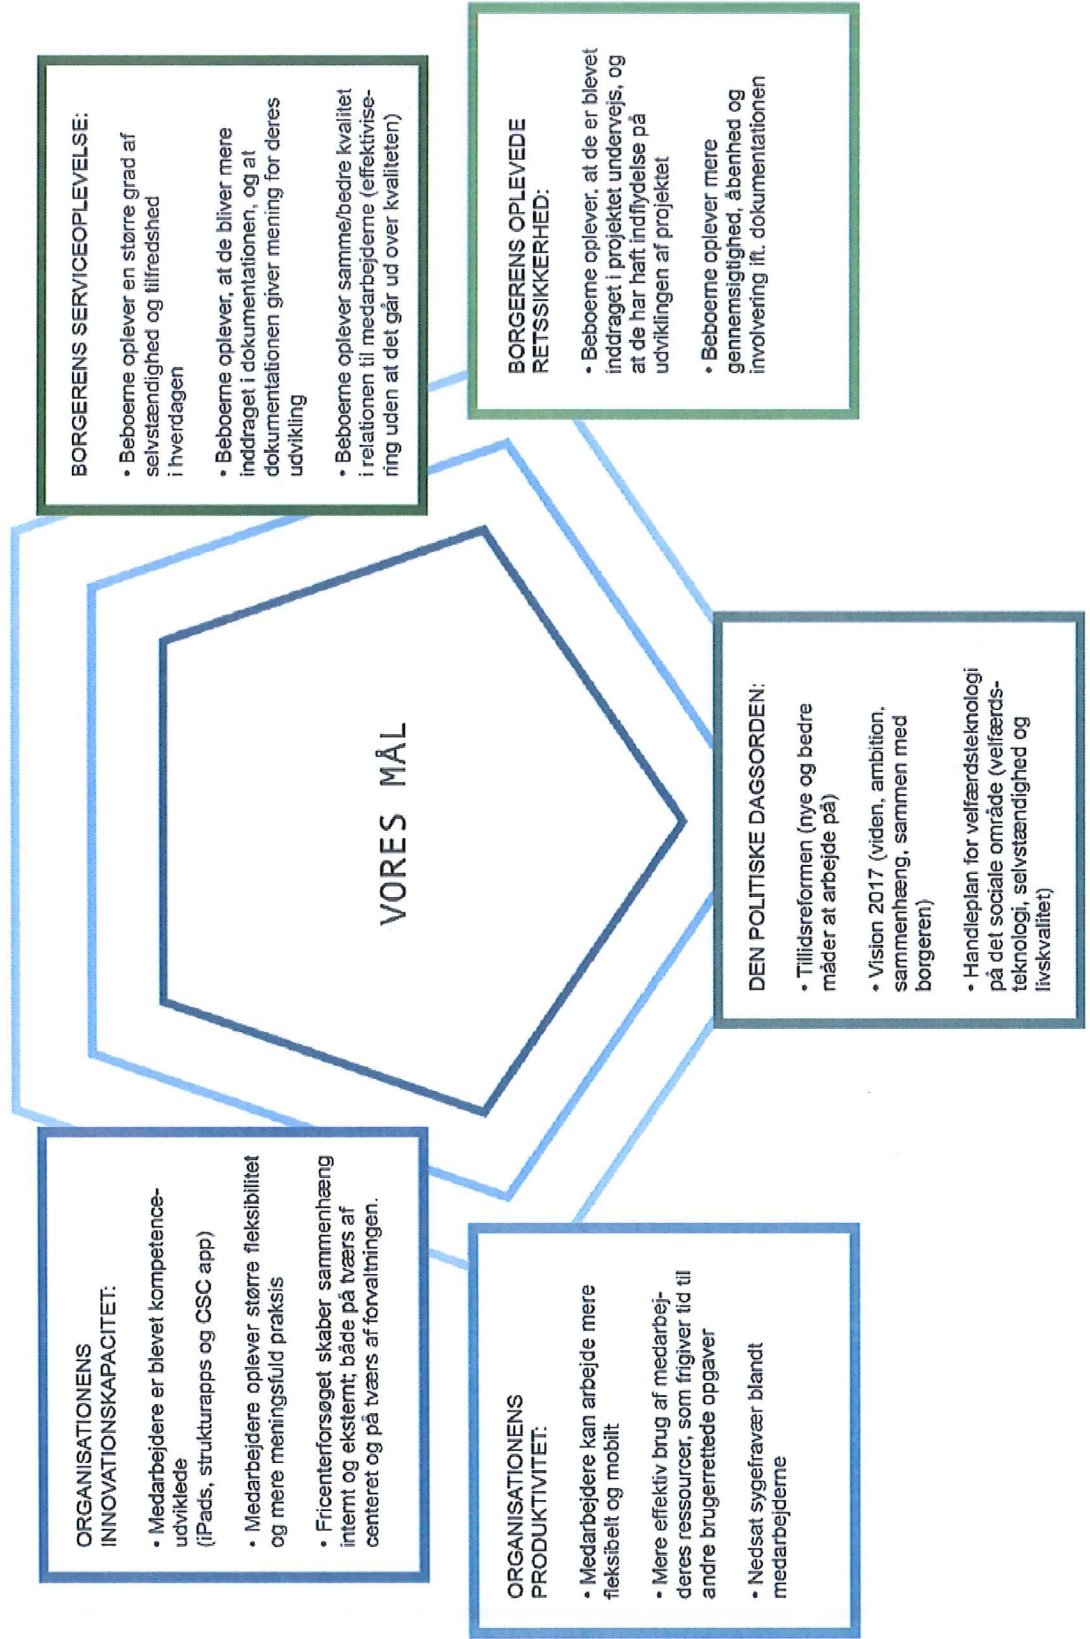 ORGANISATIONENS
INNOVATIONSKAPACITET:
• Medarbejdere er blevet kompetence-
udviklede
(iPads, strukturapps og CSC app)
• Medarbejdere oplever større fleksibilitet
og mere meningsfuld praksis
• Fricenterforsøget skaber sammenhæng
internt og eksternt; både på tværs af
centeret og på tværs af forvaltningen.
BORGERENS SERVICEOPLEVELSE:
• Beboerne oplever en større grad af
selvstændighed og tilfredshed
i hverdagen
• Beboerne oplever, at de bliver mere
inddraget i dokumentationen, og at
dokumentationen giver mening for deres
udvikling
• Beboerne oplever samme/bedre kvalitet
i relationen til medarbejderne (effektivise-
ring uden at det går ud over kvaliteten)
VORES MÅL
ORGANISATIONENS
PRODUKTIVITET:
• Medarbejdere kan arbejde mere
fleksibelt og mobilt
• Mere effektiv brug af medarbej-
deres ressourcer, som frigiver tid til
andre brugerrettede opgaver
• Nedsat sygefravær blandt
medarbejderne
BORGERENS OPLEVEDE
RETSSIKKERHED:
• Beboerne oplever, at de er blevet
inddraget i projektet undervejs, og
at de har haft indflydelse på
udviklingen af projektet
• Beboerne oplever mere
gennemsigtighed, åbenhed og
involvering ift. dokumentationen
DEN POLITISKE DAGSORDEN:
• Tillidsreformen (nye og bedre
måder at arbejde på)
• Vision 2017 (viden, ambition,
sammenhæng, sammen med
borgeren)
• Handleplan for velfærdsteknologi
på det sociale område (velfærds-
teknologi, selvstændighed og
livskvalitet)